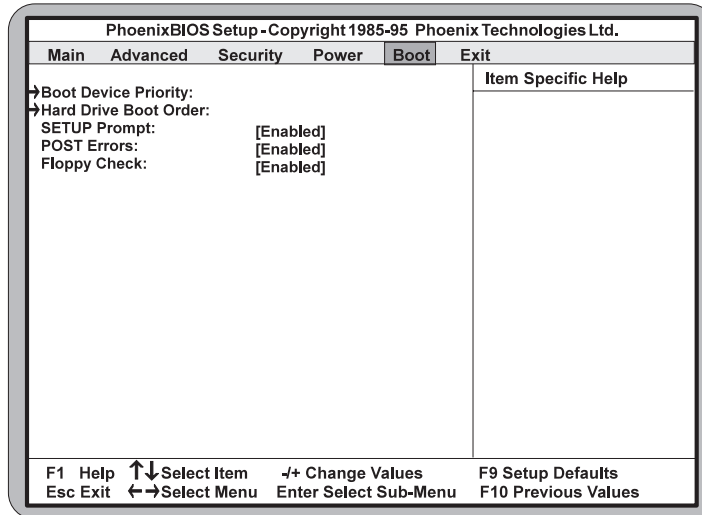 PhoenixBIOS Setup - Copyright 1985-95 Phoenix Technologies Ltd.
Main Advanced Security Power Boot Exit
Item Specific Help
→Boot Device Priority:
→Hard Drive Boot Order:
SETUP Prompt: [Enabled]
POST Errors: [Enabled]
Floppy Check: [Enabled]
F1 Help ↑↓Select Item -/+ Change Values F9 Setup Defaults
Esc Exit ←→Select Menu Enter Select Sub-Menu F10 Previous Values